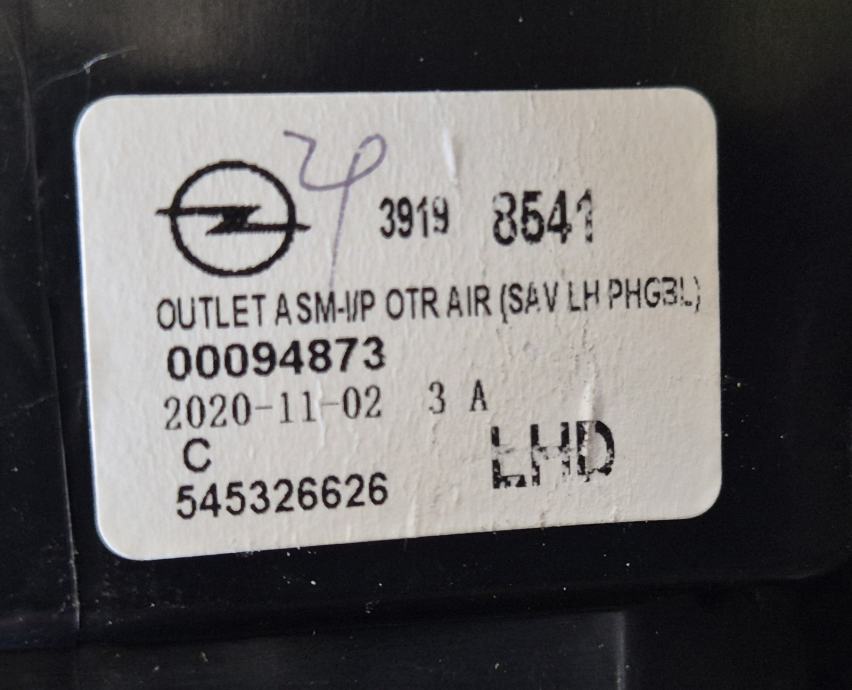 3919 8541
OUTLET ASM-I/P OTR AIR (SAV LH PHGBL)
00094873
2020-11-02 3 A
C
LHD
545326626